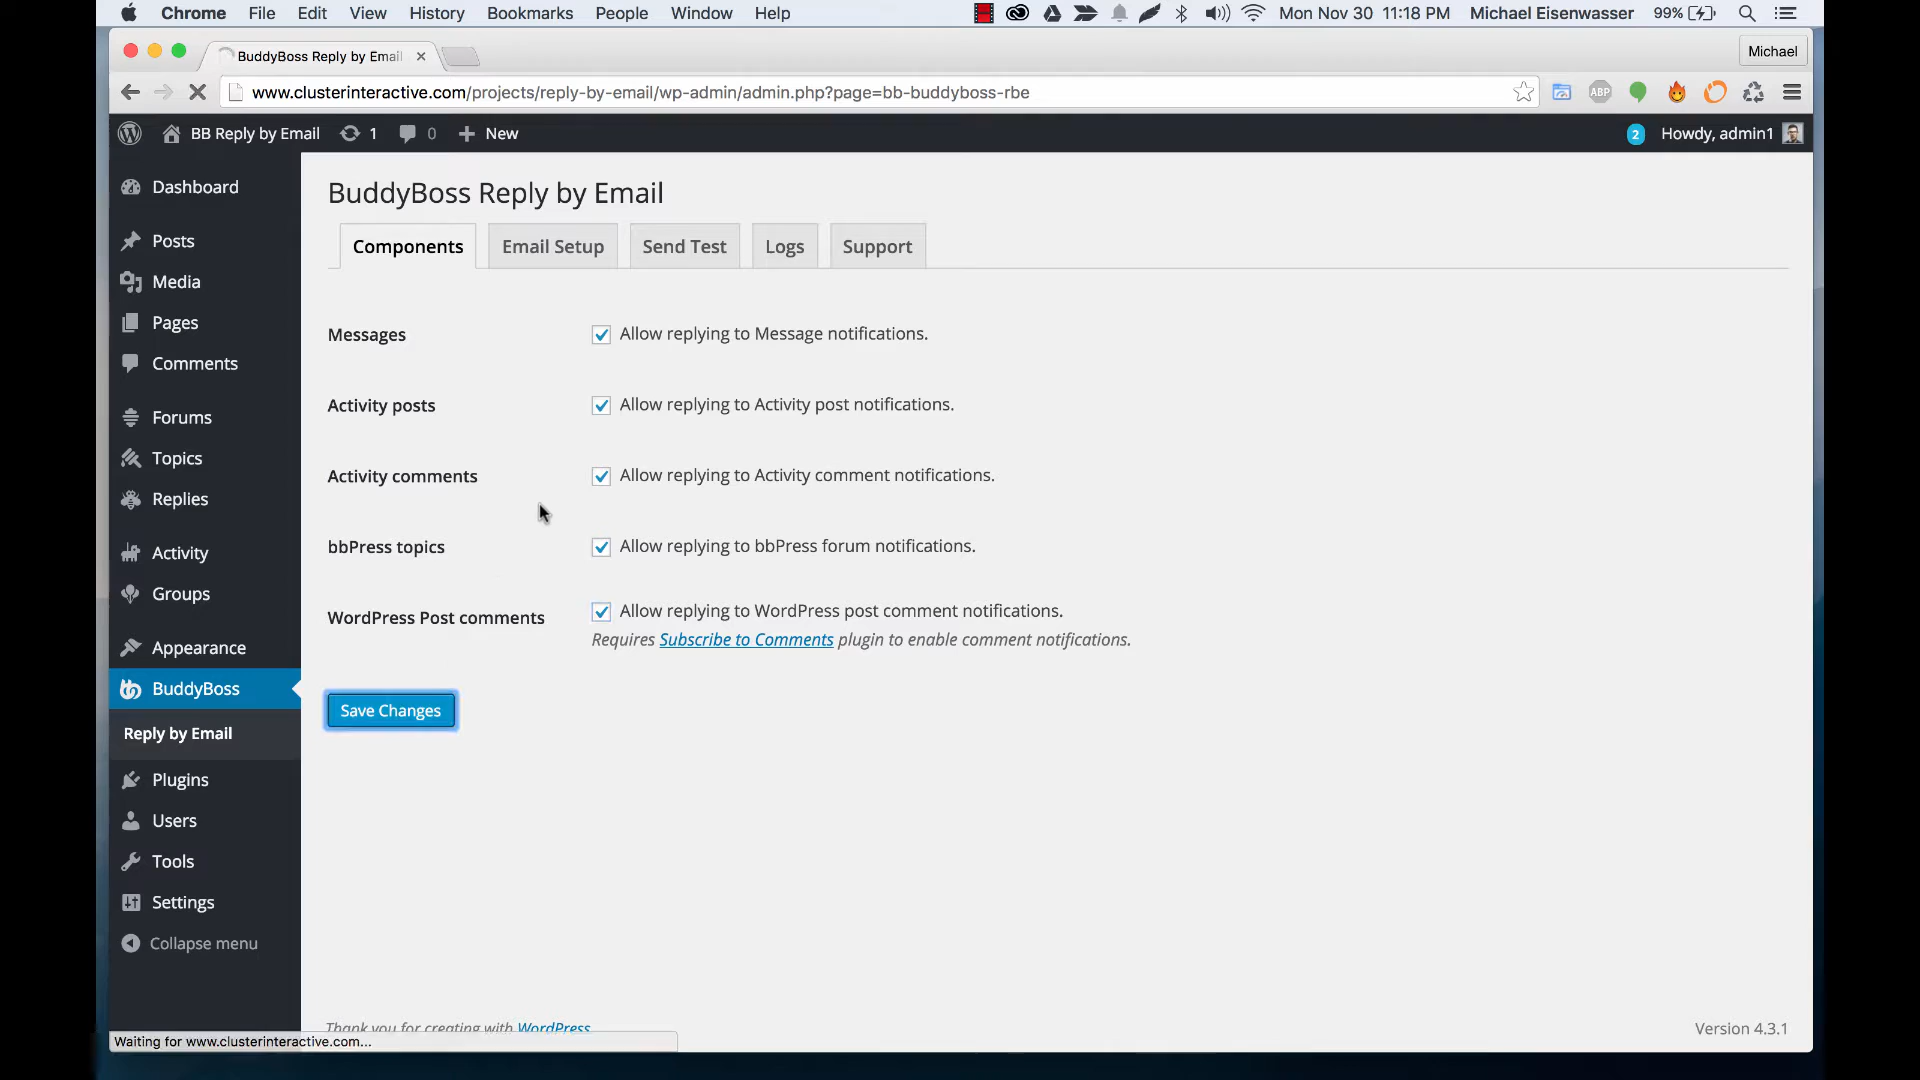 Chrome File Edit View History Bookmarks People Window Help Mon Nov 30 11:18 PM Michael Eisenwasser 99%
BuddyBoss Reply by Email Michael
www.clusterinteractive.com/projects/reply-by-email/wp-admin/admin.php?page=bb-buddyboss-rbe ABP
BB Reply by Email 1 0 New 2 Howdy, admin1
Dashboard
Posts
Media
Pages
Comments
Forums
Topics
Replies
Activity
Groups
Appearance
BuddyBoss
Reply by Email
Plugins
Users
Tools
Settings
Collapse menu
BuddyBoss Reply by Email
Components Email Setup Send Test Logs Support
Messages Allow replying to Message notifications.
Activity posts Allow replying to Activity post notifications.
Activity comments Allow replying to Activity comment notifications.
bbPress topics Allow replying to bbPress forum notifications.
WordPress Post comments Allow replying to WordPress post comment notifications.
Requires Subscribe to Comments plugin to enable comment notifications.
Save Changes
Thank you for creating with WordPress Version 4.3.1
Waiting for www.clusterinteractive.com...